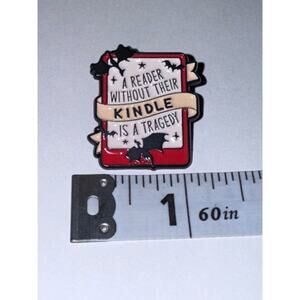 A READER
WITHOUT THEIR
KINDLE
IS A TRAGEDY
1 60in